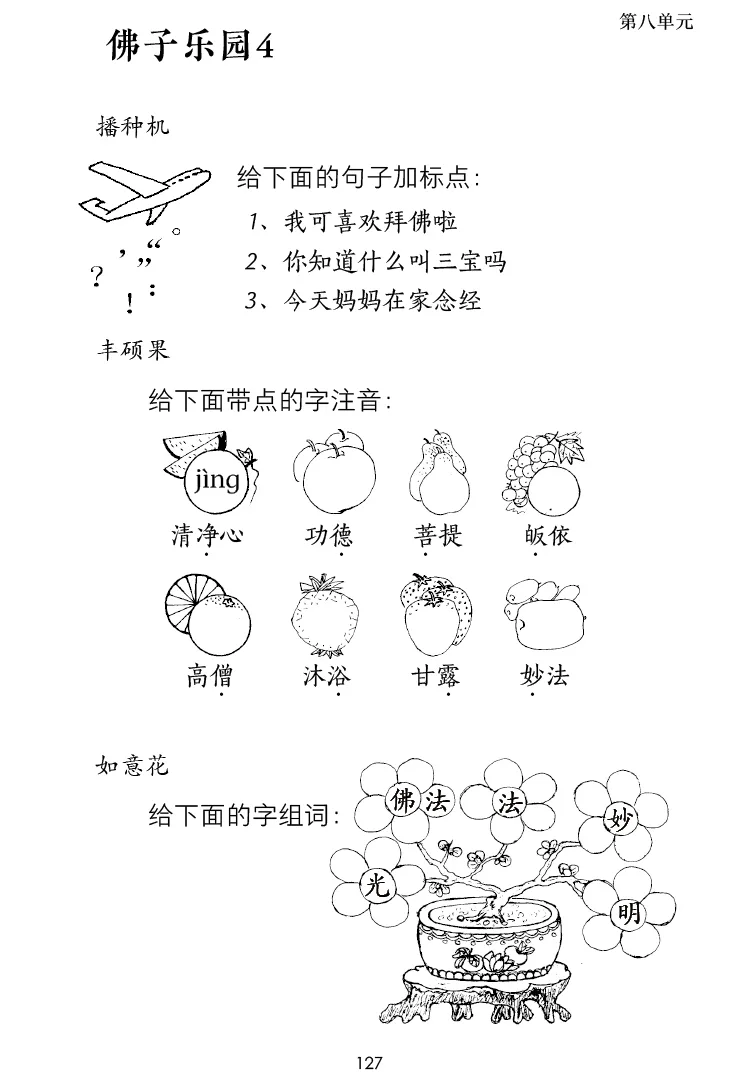 第八单元
佛子乐园4
播种机
给下面的句子加标点：
1、我可喜欢拜佛啦
2、你知道什么叫三宝吗
3、今天妈妈在家念经
。
， “
”
？
：
！
丰硕果
给下面带点的字注音：
jìng
清净心 功德 菩提 皈依
高僧 沐浴 甘露 妙法
如意花
给下面的字组词：
佛法 法 妙
光 明
127